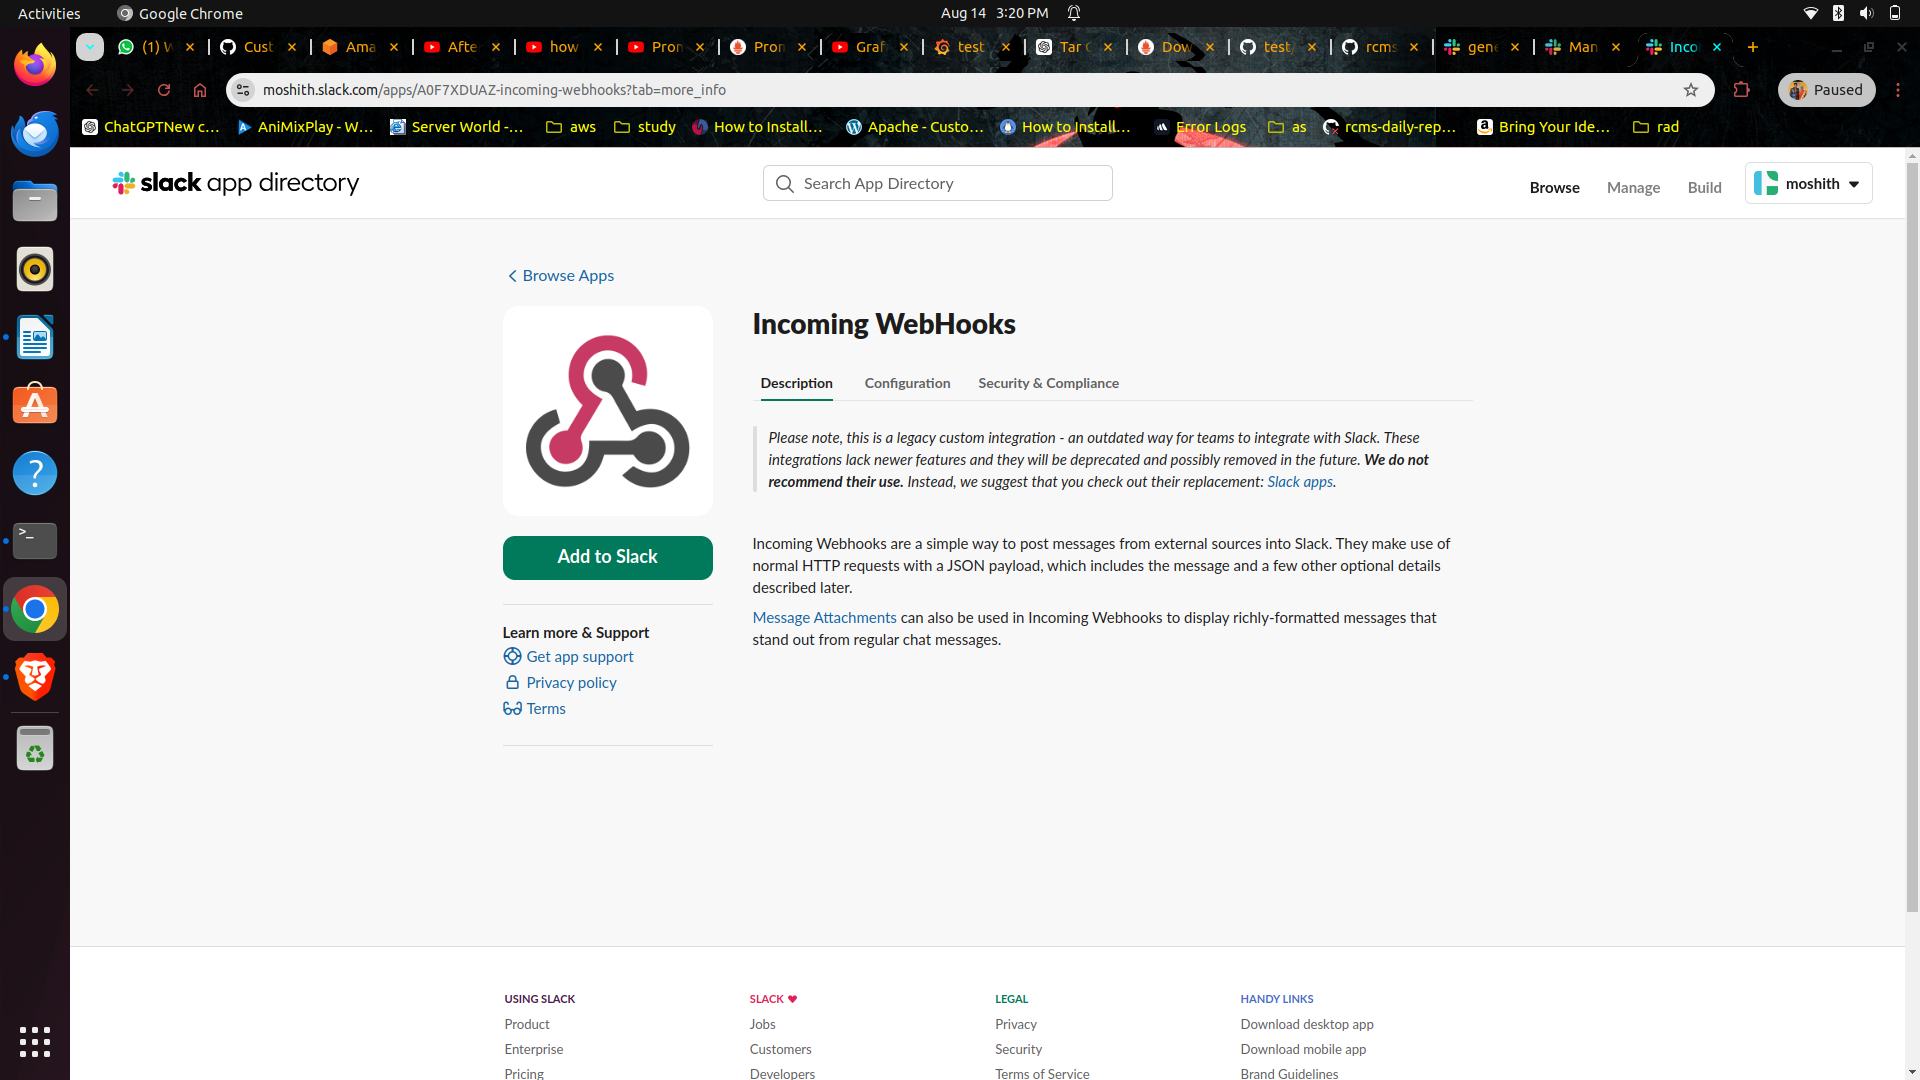 Activities
Google Chrome
Aug 14 3:20 PM
(1) W
Cust
Ama
Afte
how
Pron
Pron
Graf
test
Tar
Dow
test
rcms
gene
Man
Inco
moshith.slack.com/apps/A0F7XDUAZ-incoming-webhooks?tab=more_info
Paused
ChatGPTNew c...
AniMixPlay - W...
Server World -...
aws
study
How to Install...
Apache - Custo...
How to Install...
Error Logs
as
rcms-daily-rep...
Bring Your Ide...
rad
slack app directory
Search App Directory
Browse
Manage
Build
moshith
Browse Apps
Incoming WebHooks
Description
Configuration
Security & Compliance
Please note, this is a legacy custom integration - an outdated way for teams to integrate with Slack. These
integrations lack newer features and they will be deprecated and possibly removed in the future. We do not
recommend their use. Instead, we suggest that you check out their replacement: Slack apps.
Add to Slack
Incoming Webhooks are a simple way to post messages from external sources into Slack. They make use of
normal HTTP requests with a JSON payload, which includes the message and a few other optional details
described later.
Message Attachments can also be used in Incoming Webhooks to display richly-formatted messages that
stand out from regular chat messages.
Learn more & Support
Get app support
Privacy policy
Terms
USING SLACK
Product
Enterprise
Pricing
SLACK ♥
Jobs
Customers
Developers
LEGAL
Privacy
Security
Terms of Service
HANDY LINKS
Download desktop app
Download mobile app
Brand Guidelines